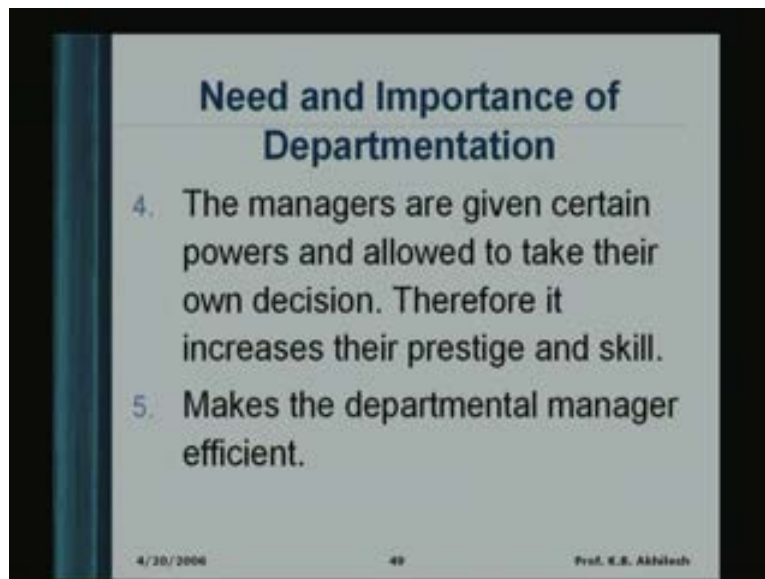 Need and Importance of
Departmentation
4. The managers are given certain
powers and allowed to take their
own decision. Therefore it
increases their prestige and skill.
5. Makes the departmental manager
efficient.
4/20/2006 49 Prof. K.B. Akhilesh